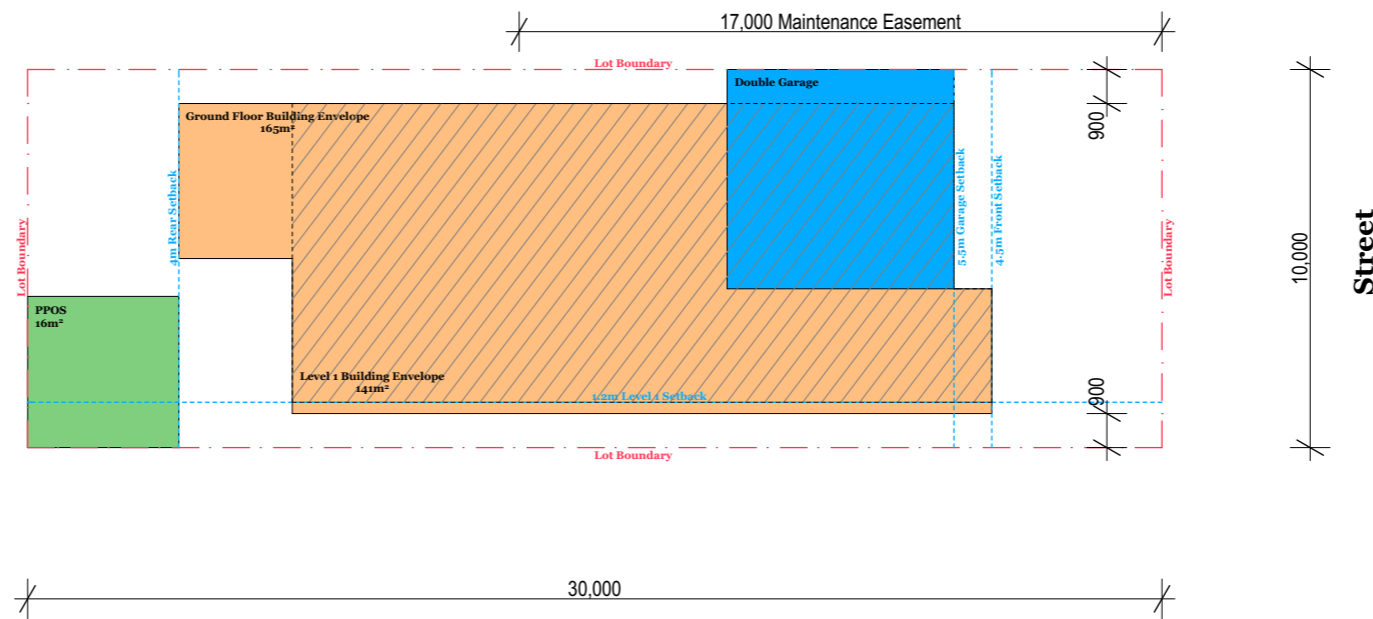 17,000 Maintenance Easement
Lot Boundary
Double Garage
Ground Floor Building Envelope
165m²
900
4m Rear Setback
5.5m Garage Setback
4.5m Front Setback
Lot Boundary
Lot Boundary
10,000
Street
PPOS
16m²
Level 1 Building Envelope
141m²
1.2m Level 1 Setback
900
Lot Boundary
30,000